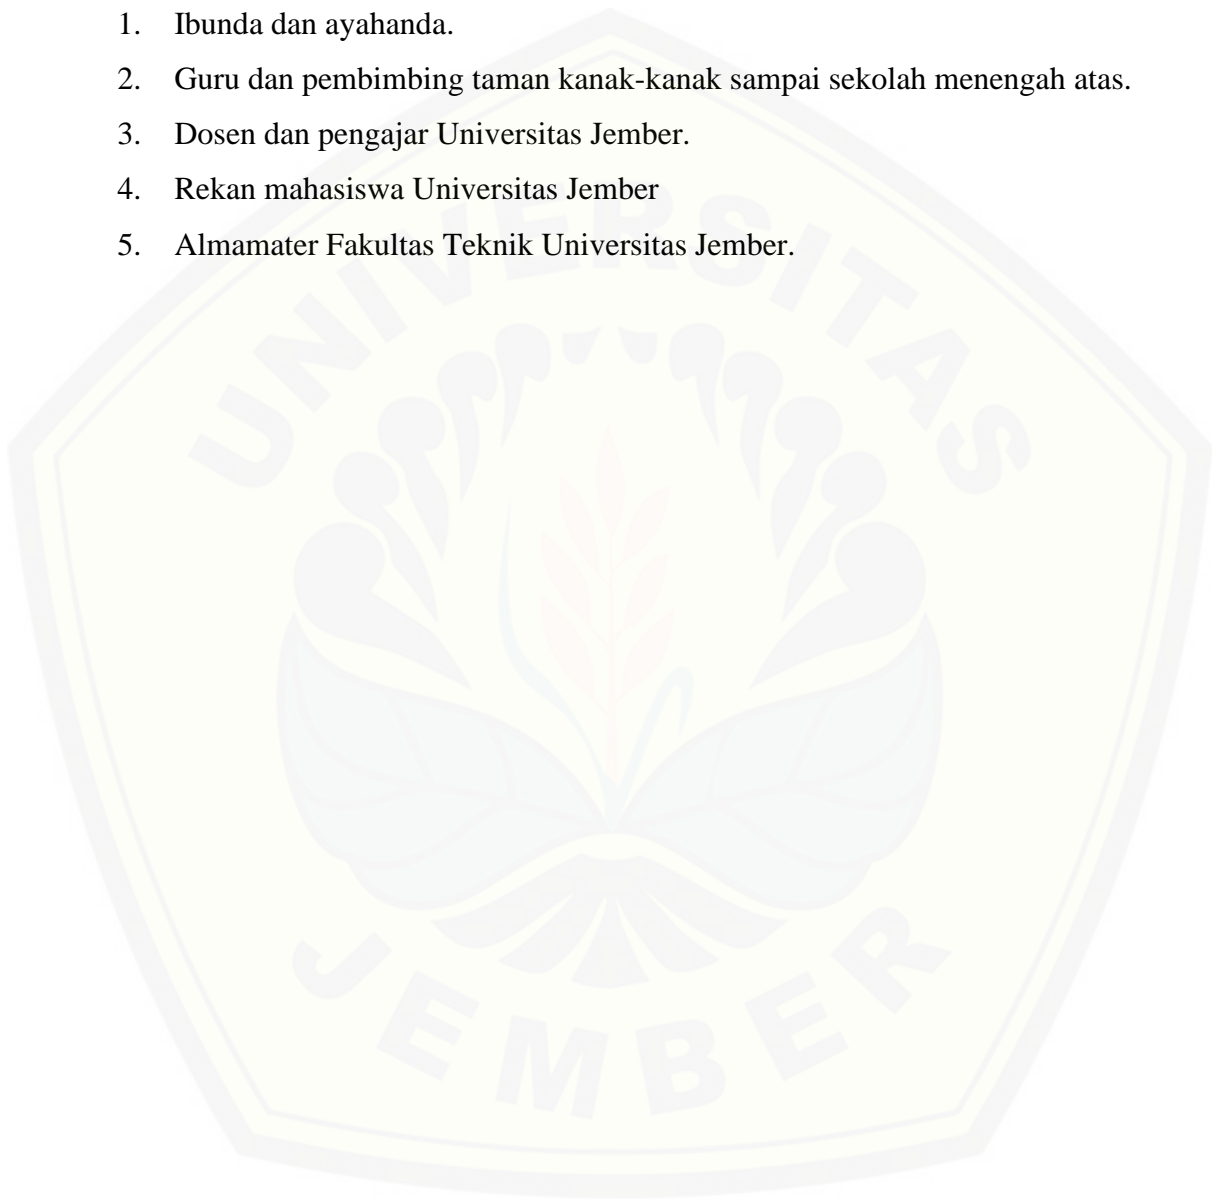 1. Ibunda dan ayahanda.
2. Guru dan pembimbing taman kanak-kanak sampai sekolah menengah atas.
3. Dosen dan pengajar Universitas Jember.
4. Rekan mahasiswa Universitas Jember
5. Almamater Fakultas Teknik Universitas Jember.
UNIVERSITAS
JEMBER